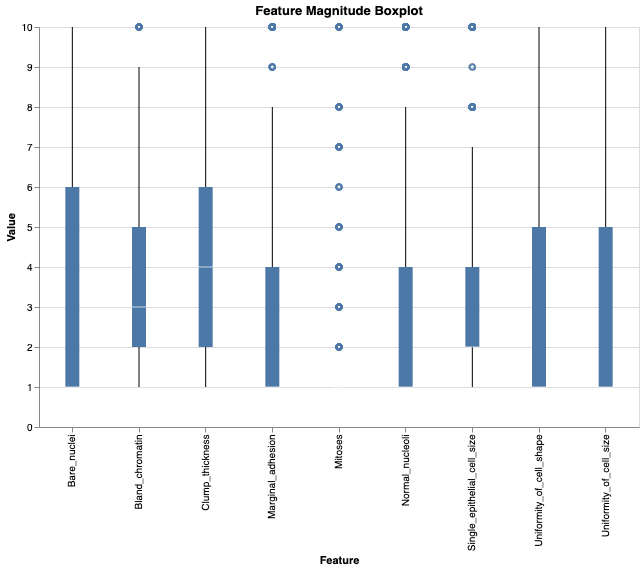 Feature Magnitude Boxplot
Value
10
9
8
7
6
5
4
3
2
1
0
Bare_nuclei
Bland_chromatin
Clump_thickness
Marginal_adhesion
Mitoses
Normal_nucleoli
Single_epithelial_cell_size
Uniformity_of_cell_shape
Uniformity_of_cell_size
Feature